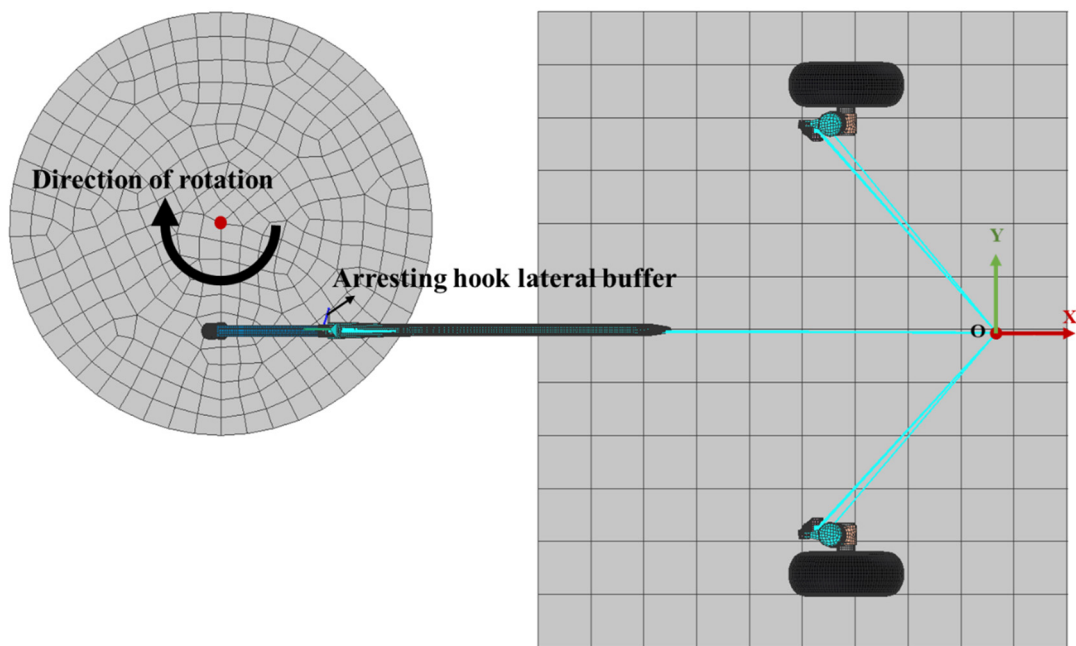 Direction of rotation
Arresting hook lateral buffer
Y
O
X